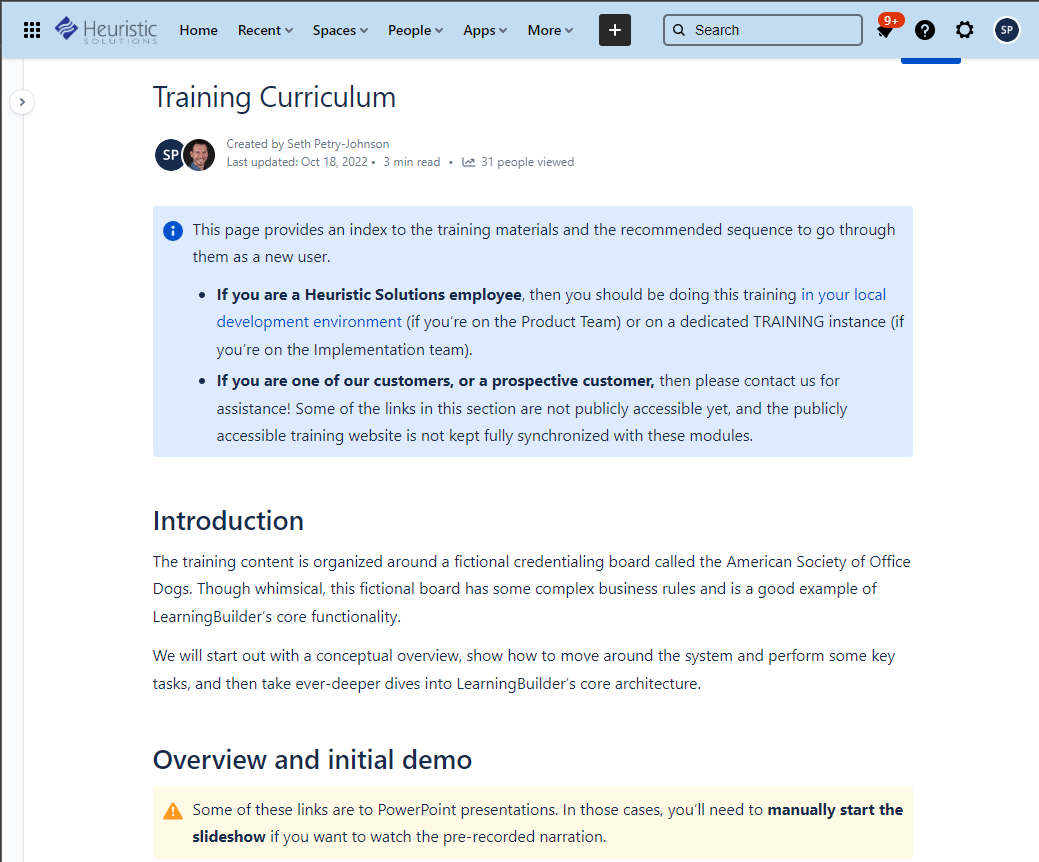 Heuristic
SOLUTIONS
Home Recent Spaces People Apps More + Search 9+ ? SP
Training Curriculum
SP
Created by Seth Petry-Johnson
Last updated: Oct 18, 2022 • 3 min read • 31 people viewed
This page provides an index to the training materials and the recommended sequence to go through
them as a new user.
• If you are a Heuristic Solutions employee, then you should be doing this training in your local
development environment (if you’re on the Product Team) or on a dedicated TRAINING instance (if
you’re on the Implementation team).
• If you are one of our customers, or a prospective customer, then please contact us for
assistance! Some of the links in this section are not publicly accessible yet, and the publicly
accessible training website is not kept fully synchronized with these modules.
Introduction
The training content is organized around a fictional credentialing board called the American Society of Office
Dogs. Though whimsical, this fictional board has some complex business rules and is a good example of
LearningBuilder’s core functionality.
We will start out with a conceptual overview, show how to move around the system and perform some key
tasks, and then take ever-deeper dives into LearningBuilder’s core architecture.
Overview and initial demo
Some of these links are to PowerPoint presentations. In those cases, you’ll need to manually start the
slideshow if you want to watch the pre-recorded narration.